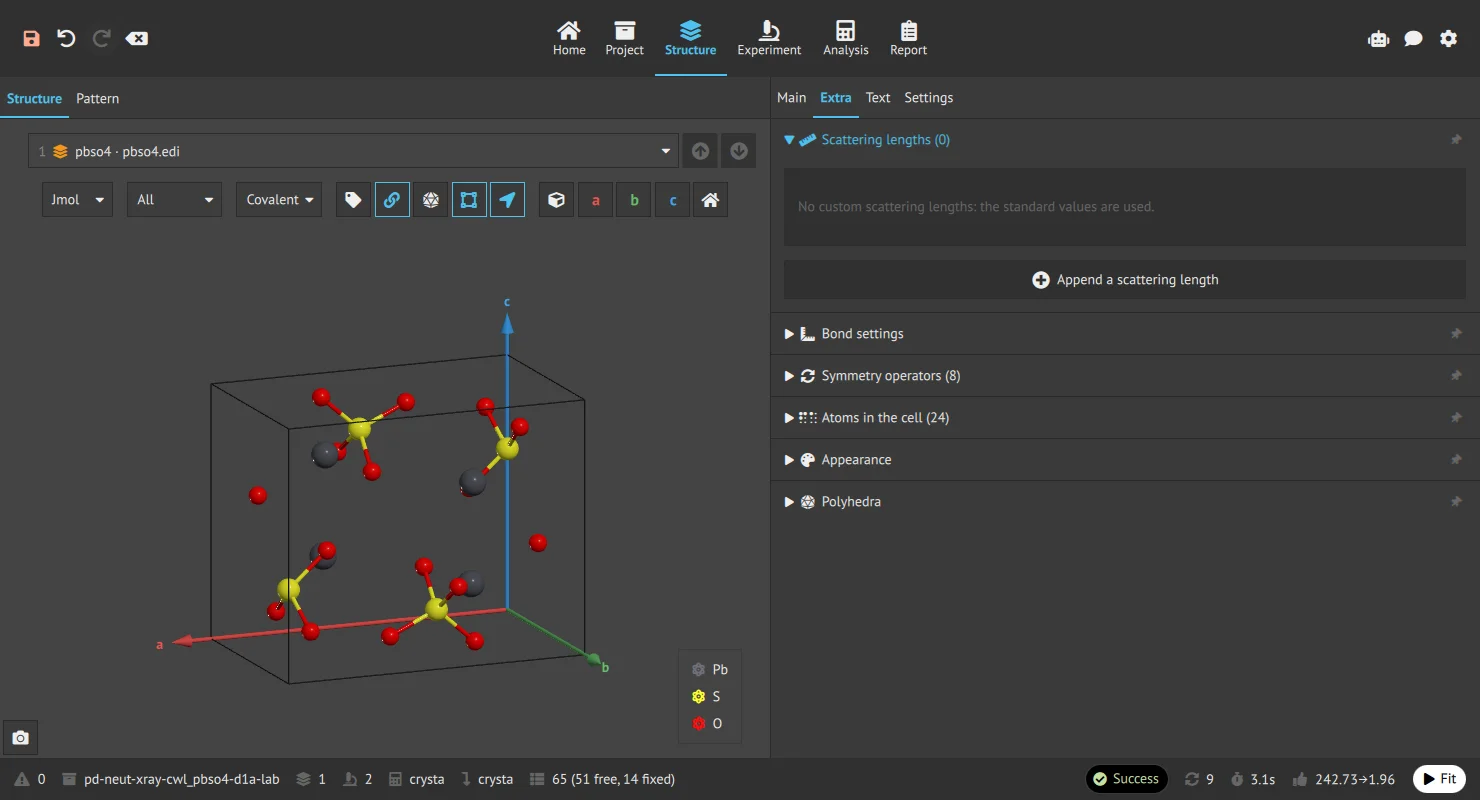 Home
Project
Structure
Experiment
Analysis
Report
Structure
Pattern
1 pbso4 · pbso4.edi
Jmol
All
Covalent
a
b
c
c
a
b
Pb
S
O
Main
Extra
Text
Settings
Scattering lengths (0)
No custom scattering lengths: the standard values are used.
Append a scattering length
Bond settings
Symmetry operators (8)
Atoms in the cell (24)
Appearance
Polyhedra
0
pd-neut-xray-cwl_pbso4-d1a-lab
1
2
crysta
crysta
65 (51 free, 14 fixed)
Success
9
3.1s
242.73→1.96
Fit